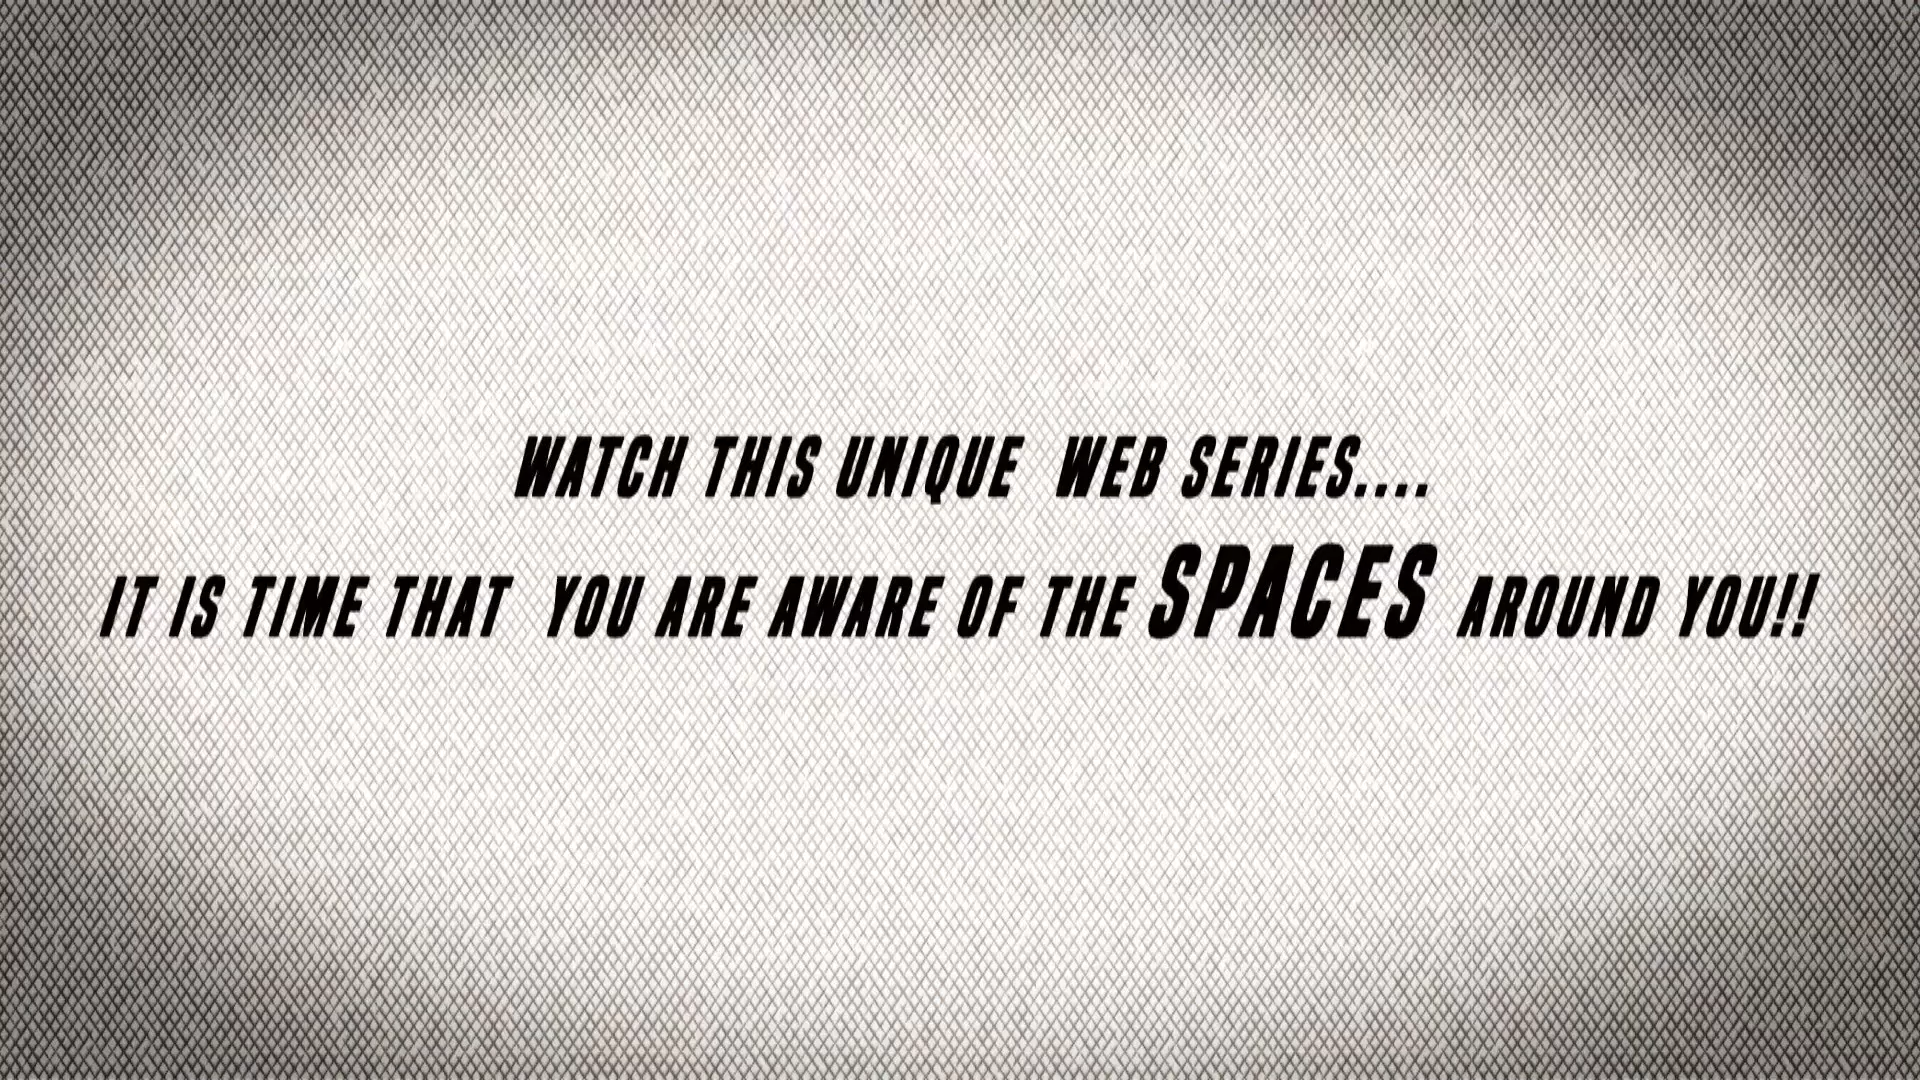 WATCH THIS UNIQUE WEB SERIES....
IT IS TIME THAT YOU ARE AWARE OF THE SPACES AROUND YOU!!